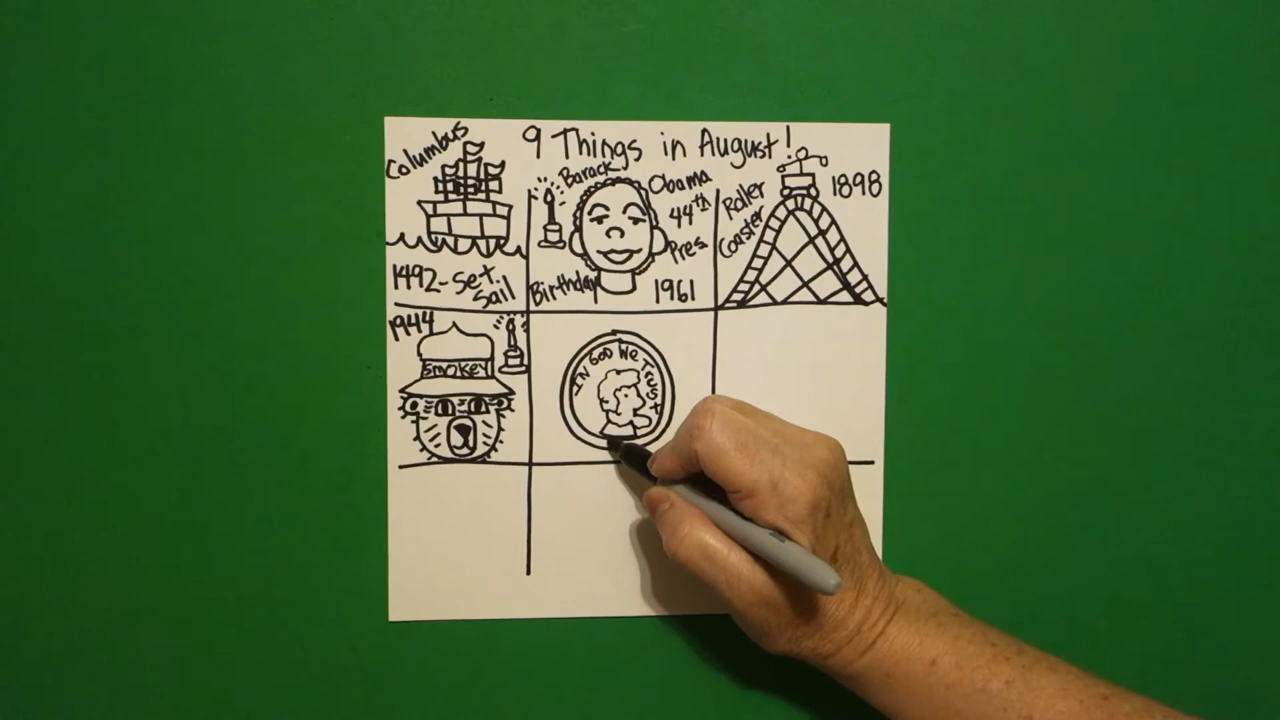 9 Things in August!
Columbus
1492-Set
Sail
Barack
Obama
44th
Pres.
Birthday
1961
Roller
Coaster
1898
1944
SMOKEY
IN GOD We TRUST